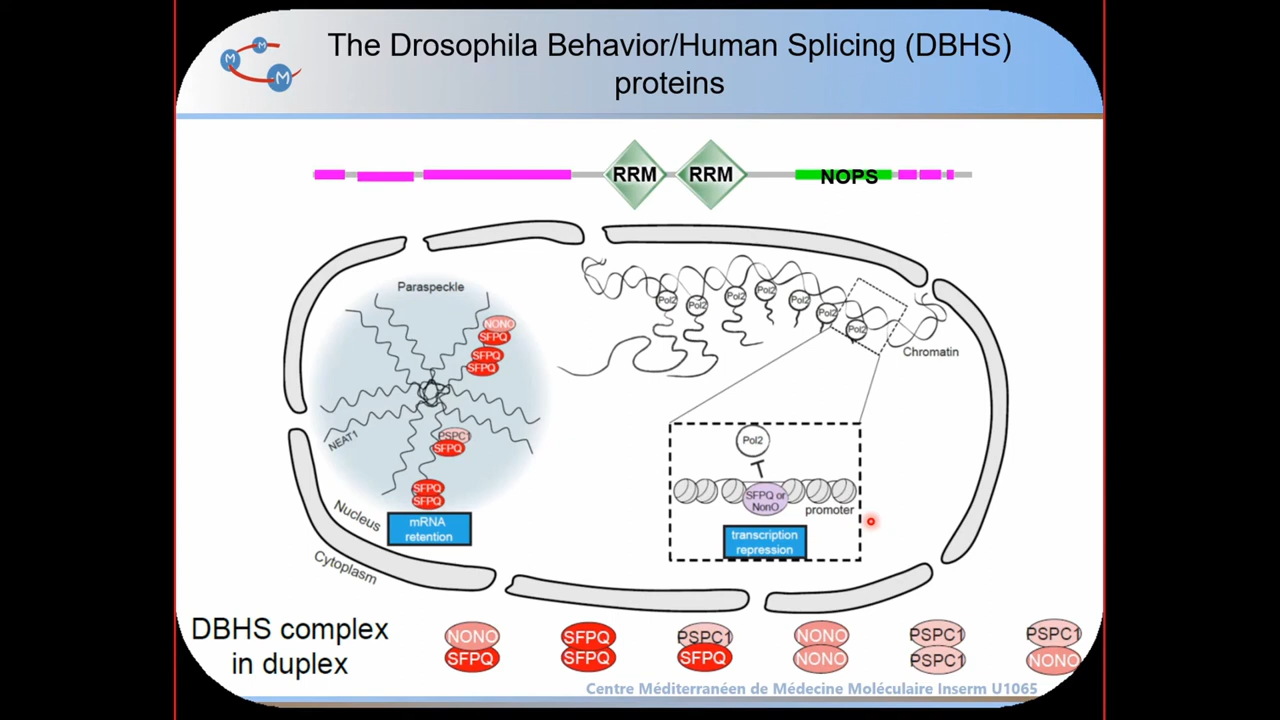 M
M
M
The Drosophila Behavior/Human Splicing (DBHS)
proteins
RRM
RRM
NOPS
Paraspeckle
NONO
SFPQ
SFPQ
SFPQ
NEAT1
PSPC1
SFPQ
SFPQ
SFPQ
mRNA
retention
Nucleus
Cytoplasm
Pol2
Pol2
Pol2
Pol2
Pol2
Pol2
Pol2
Chromatin
Pol2
SFPQ or
NonO
promoter
transcription
repression
DBHS complex
in duplex
NONO
SFPQ
SFPQ
SFPQ
PSPC1
SFPQ
NONO
NONO
PSPC1
PSPC1
PSPC1
NONO
Centre Méditerranéen de Médecine Moléculaire Inserm U1065